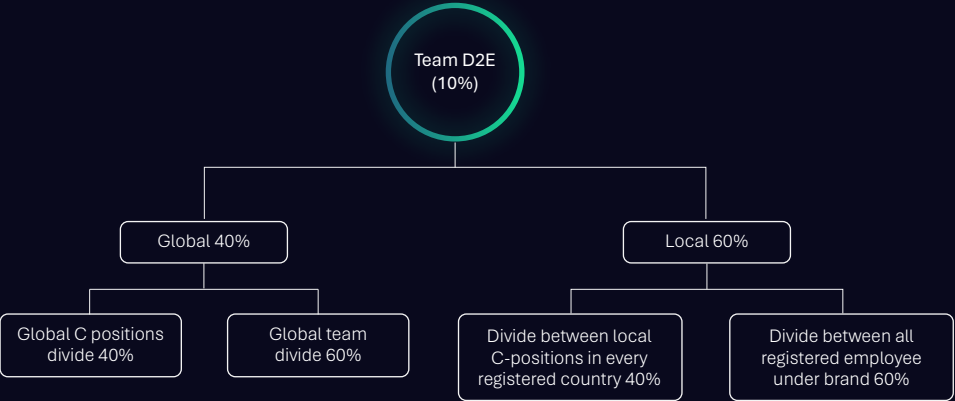 Team D2E
(10%)
Global 40%
Local 60%
Global C positions
divide 40%
Global team
divide 60%
Divide between local
C-positions in every
registered country 40%
Divide between all
registered employee
under brand 60%